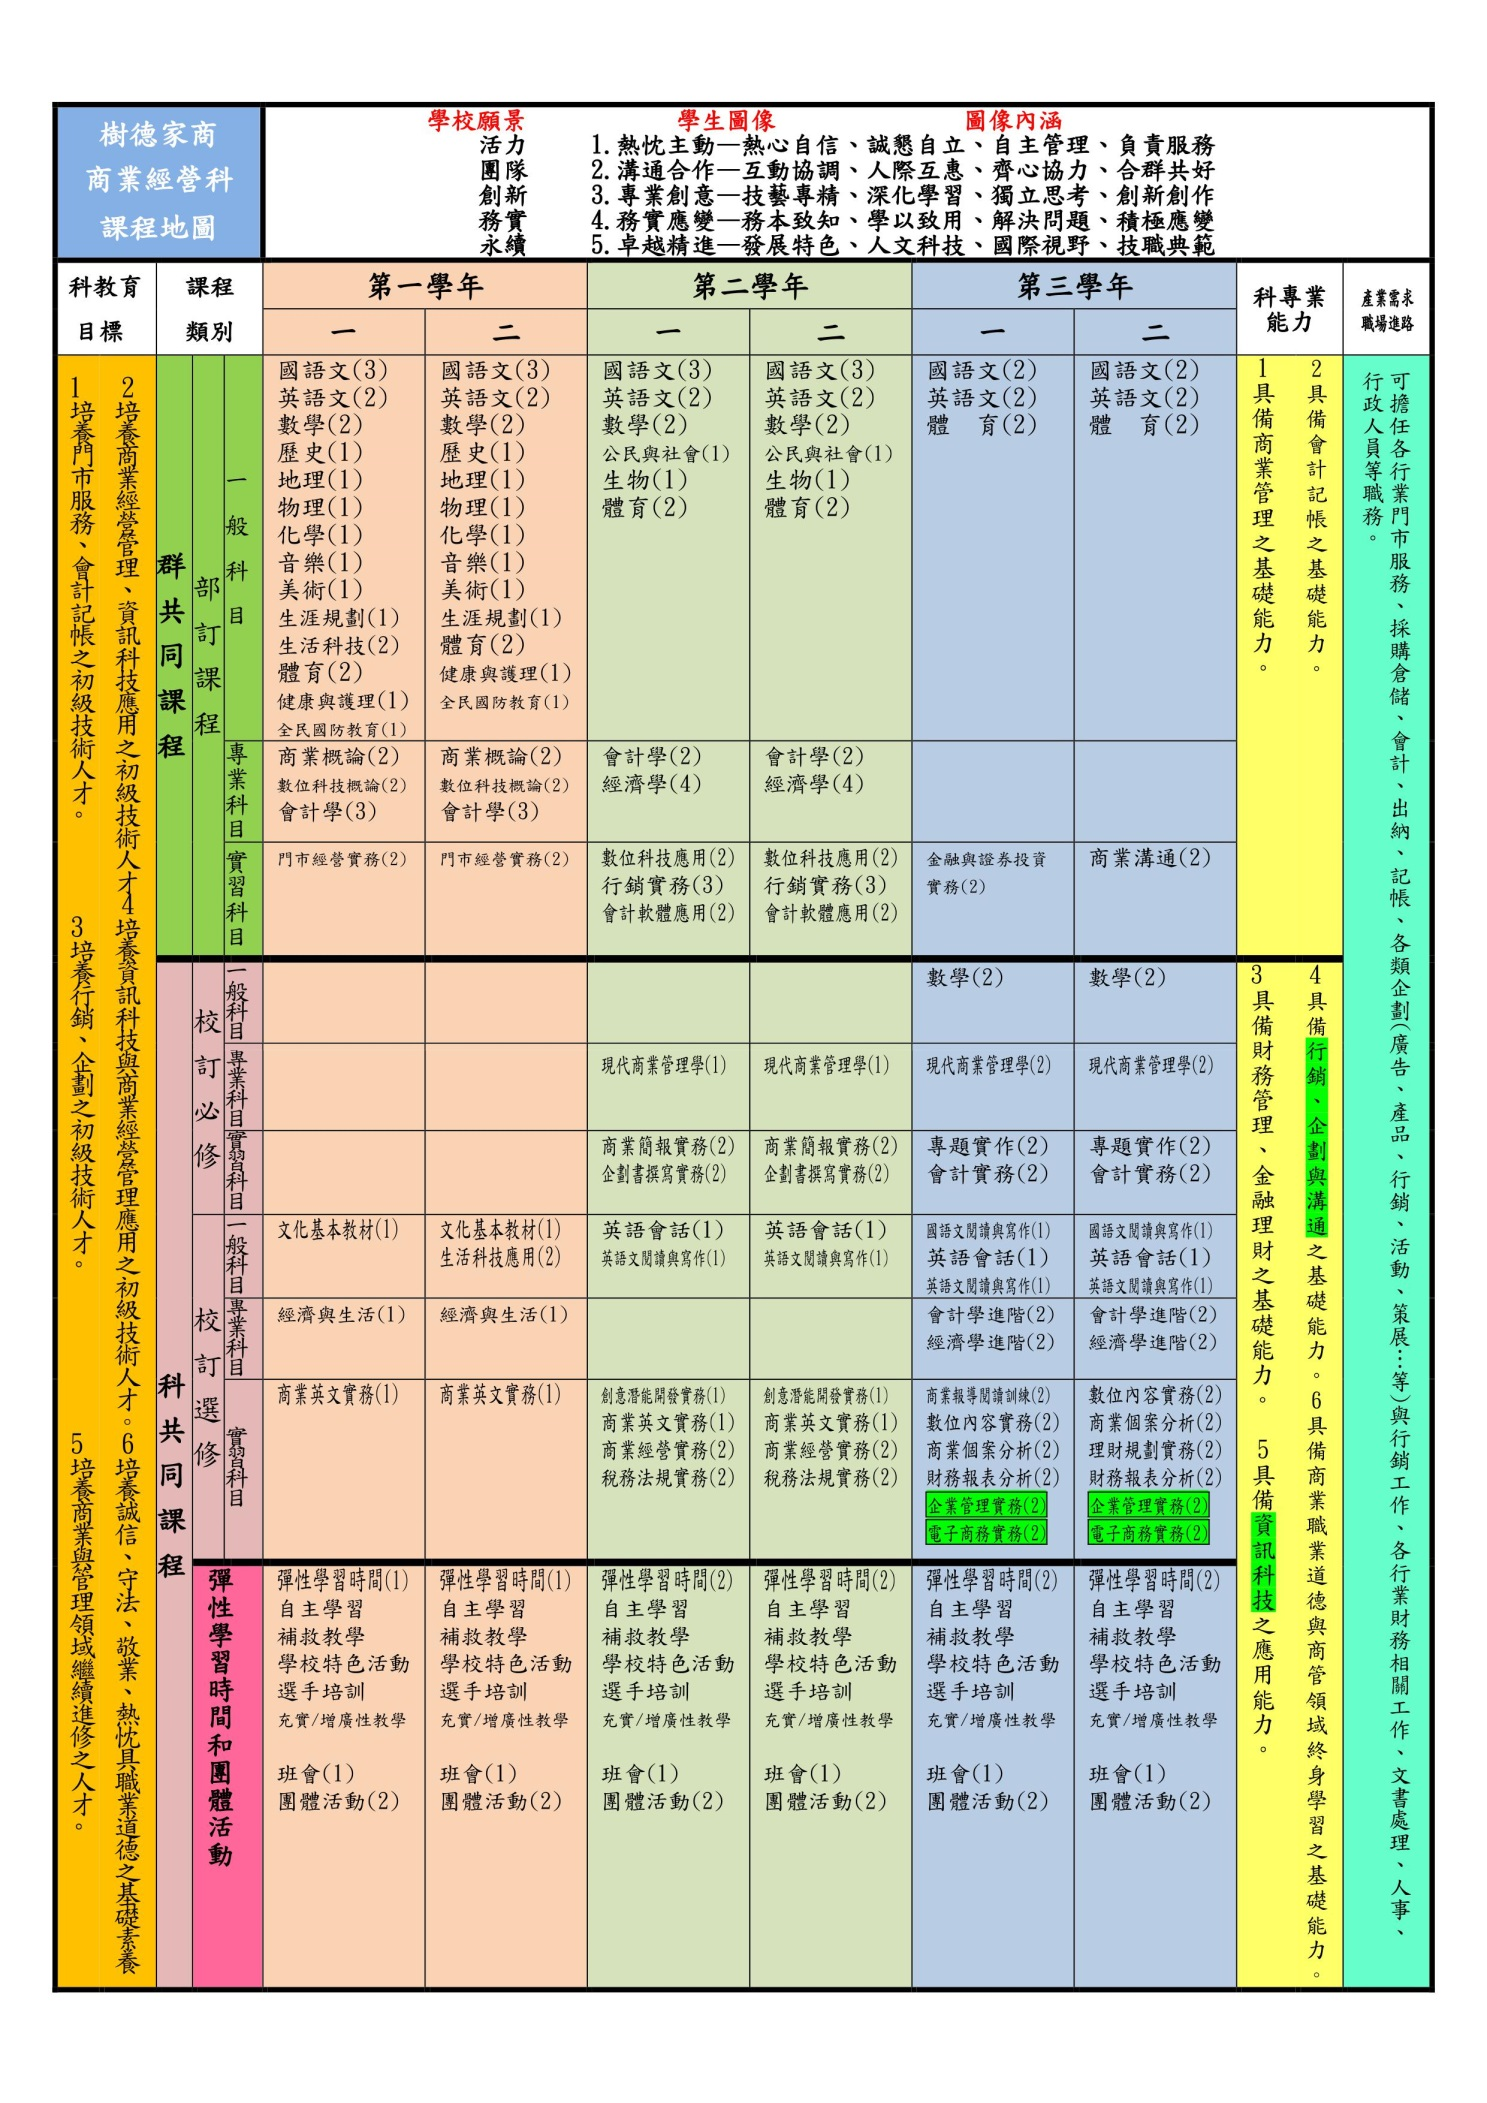 樹德家商
商業經營科
課程地圖
學校願景 學生圖像 圖像內涵
活力 1.熱忱主動—熱心自信、誠懇自立、自主管理、負責服務
團隊 2.溝通合作—互動協調、人際互惠、齊心協力、合群共好
創新 3.專業創意—技藝專精、深化學習、獨立思考、創新創作
務實 4.務實應變—務本致知、學以致用、解決問題、積極應變
永續 5.卓越精進—發展特色、人文科技、國際視野、技職典範
科教育
目標
課程
類別
第一學年 第二學年 第三學年
一 二 一 二 一 二
科專業
能力
產業需求
職場進路
1培養門市服務、會計記帳之初級技術人才。
2培養商業經營管理、資訊科技應用之初級技術人才
3培養行銷、企劃之初級技術人才。
4培養資訊科技與商業經營管理應用之初級技術人才。
5培養商業與管理領域繼續進修之人才。
6培養誠信、守法、敬業、熱忱具職業道德之基礎素養
群共同課程
部訂課程
一般科目
國語文(3)
英語文(2)
數學(2)
歷史(1)
地理(1)
物理(1)
化學(1)
音樂(1)
美術(1)
生涯規劃(1)
生活科技(2)
體育(2)
健康與護理(1)
全民國防教育(1)
國語文(3)
英語文(2)
數學(2)
歷史(1)
地理(1)
物理(1)
化學(1)
音樂(1)
美術(1)
生涯規劃(1)
體育(2)
健康與護理(1)
全民國防教育(1)
國語文(3)
英語文(2)
數學(2)
公民與社會(1)
生物(1)
體育(2)
國語文(3)
英語文(2)
數學(2)
公民與社會(1)
生物(1)
體育(2)
國語文(2)
英語文(2)
體 育(2)
國語文(2)
英語文(2)
體 育(2)
專業科目
商業概論(2)
數位科技概論(2)
會計學(3)
商業概論(2)
數位科技概論(2)
會計學(3)
會計學(2)
經濟學(4)
會計學(2)
經濟學(4)
實習科目
門市經營實務(2)
門市經營實務(2)
數位科技應用(2)
行銷實務(3)
會計軟體應用(2)
數位科技應用(2)
行銷實務(3)
會計軟體應用(2)
金融與證券投資
實務(2)
商業溝通(2)
科共同課程
校訂必修
一般科目
數學(2)
數學(2)
專業科目
現代商業管理學(1)
現代商業管理學(1)
現代商業管理學(2)
現代商業管理學(2)
實習科目
商業簡報實務(2)
企劃書撰寫實務(2)
商業簡報實務(2)
企劃書撰寫實務(2)
專題實作(2)
會計實務(2)
專題實作(2)
會計實務(2)
校訂選修
一般科目
文化基本教材(1)
文化基本教材(1)
生活科技應用(2)
英語會話(1)
英語文閱讀與寫作(1)
英語會話(1)
英語文閱讀與寫作(1)
國語文閱讀與寫作(1)
英語會話(1)
英語文閱讀與寫作(1)
國語文閱讀與寫作(1)
英語會話(1)
英語文閱讀與寫作(1)
專業科目
經濟與生活(1)
經濟與生活(1)
會計學進階(2)
經濟學進階(2)
會計學進階(2)
經濟學進階(2)
實習科目
商業英文實務(1)
商業英文實務(1)
創意潛能開發實務(1)
商業英文實務(1)
商業經營實務(2)
稅務法規實務(2)
創意潛能開發實務(1)
商業英文實務(1)
商業經營實務(2)
稅務法規實務(2)
商業報導閱讀訓練(2)
數位內容實務(2)
商業個案分析(2)
財務報表分析(2)
企業管理實務(2)
電子商務實務(2)
數位內容實務(2)
商業個案分析(2)
理財規劃實務(2)
財務報表分析(2)
企業管理實務(2)
電子商務實務(2)
彈性學習時間和團體活動
彈性學習時間(1)
自主學習
補救教學
學校特色活動
選手培訓
充實/增廣性教學
班會(1)
團體活動(2)
彈性學習時間(1)
自主學習
補救教學
學校特色活動
選手培訓
充實/增廣性教學
班會(1)
團體活動(2)
彈性學習時間(2)
自主學習
補救教學
學校特色活動
選手培訓
充實/增廣性教學
班會(1)
團體活動(2)
彈性學習時間(2)
自主學習
補救教學
學校特色活動
選手培訓
充實/增廣性教學
班會(1)
團體活動(2)
彈性學習時間(2)
自主學習
補救教學
學校特色活動
選手培訓
充實/增廣性教學
班會(1)
團體活動(2)
彈性學習時間(2)
自主學習
補救教學
學校特色活動
選手培訓
充實/增廣性教學
班會(1)
團體活動(2)
1具備商業管理之基礎能力。
2具備會計記帳之基礎能力。
3具備財務管理、金融理財之基礎能力。
4具備行銷、企劃與溝通之基礎能力。
5具備資訊科技之應用能力。
6具備商業職業道德與商管領域終身學習之基礎能力。
可擔任各行業門市服務、採購倉儲、會計、出納、記帳、各類企劃(廣告、產品、行銷、活動、策展…等)與行銷工作、各行業財務相關工作、文書處理、人事、
行政人員等職務。